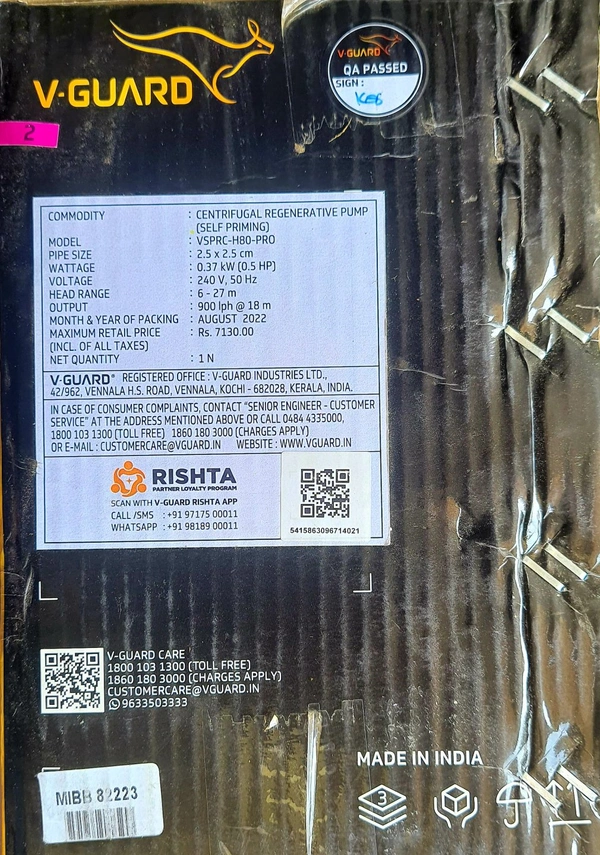 V-GUARD
V-GUARD
QA PASSED
SIGN :
2
COMMODITY : CENTRIFUGAL REGENERATIVE PUMP
(SELF PRIMING)
MODEL : VSPRC-H80-PRO
PIPE SIZE : 2.5 x 2.5 cm
WATTAGE : 0.37 kW (0.5 HP)
VOLTAGE : 240 V, 50 Hz
HEAD RANGE : 6 - 27 m
OUTPUT : 900 lph @ 18 m
MONTH & YEAR OF PACKING : AUGUST 2022
MAXIMUM RETAIL PRICE : Rs. 7130.00
(INCL. OF ALL TAXES)
NET QUANTITY : 1 N
V-GUARD® REGISTERED OFFICE : V-GUARD INDUSTRIES LTD.,
42/962, VENNALA H.S. ROAD, VENNALA, KOCHI - 682028, KERALA, INDIA.
IN CASE OF CONSUMER COMPLAINTS, CONTACT "SENIOR ENGINEER - CUSTOMER
SERVICE" AT THE ADDRESS MENTIONED ABOVE OR CALL 0484 4335000,
1800 103 1300 (TOLL FREE) 1860 180 3000 (CHARGES APPLY)
OR E-MAIL : CUSTOMERCARE@VGUARD.IN WEBSITE : WWW.VGUARD.IN
RISHTA
PARTNER LOYALTY PROGRAM
SCAN WITH V-GUARD RISHTA APP
CALL /SMS : +91 97175 00011
WHATSAPP : +91 98189 00011
5415863096714021
V-GUARD CARE
1800 103 1300 (TOLL FREE)
1860 180 3000 (CHARGES APPLY)
CUSTOMERCARE@VGUARD.IN
9633503333
MADE IN INDIA
3
MIBB 82223